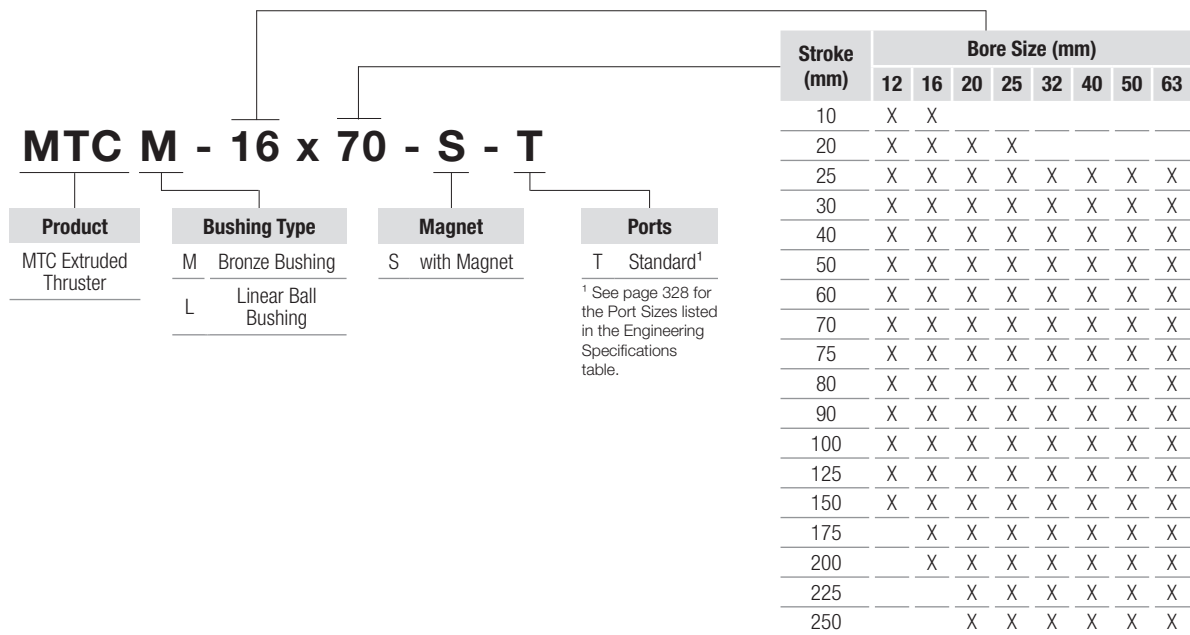 MTC M - 16 x 70 - S - T
Product
MTC Extruded
Thruster
Bushing Type
M Bronze Bushing
L Linear Ball
Bushing
Magnet
S with Magnet
Ports
T Standard¹
¹ See page 328 for
the Port Sizes listed
in the Engineering
Specifications
table.
Stroke
(mm)
Bore Size (mm)
12 16 20 25 32 40 50 63
10 X X
20 X X X X
25 X X X X X X X X
30 X X X X X X X X
40 X X X X X X X X
50 X X X X X X X X
60 X X X X X X X X
70 X X X X X X X X
75 X X X X X X X X
80 X X X X X X X X
90 X X X X X X X X
100 X X X X X X X X
125 X X X X X X X X
150 X X X X X X X X
175 X X X X X X X
200 X X X X X X X
225 X X X X X X
250 X X X X X X